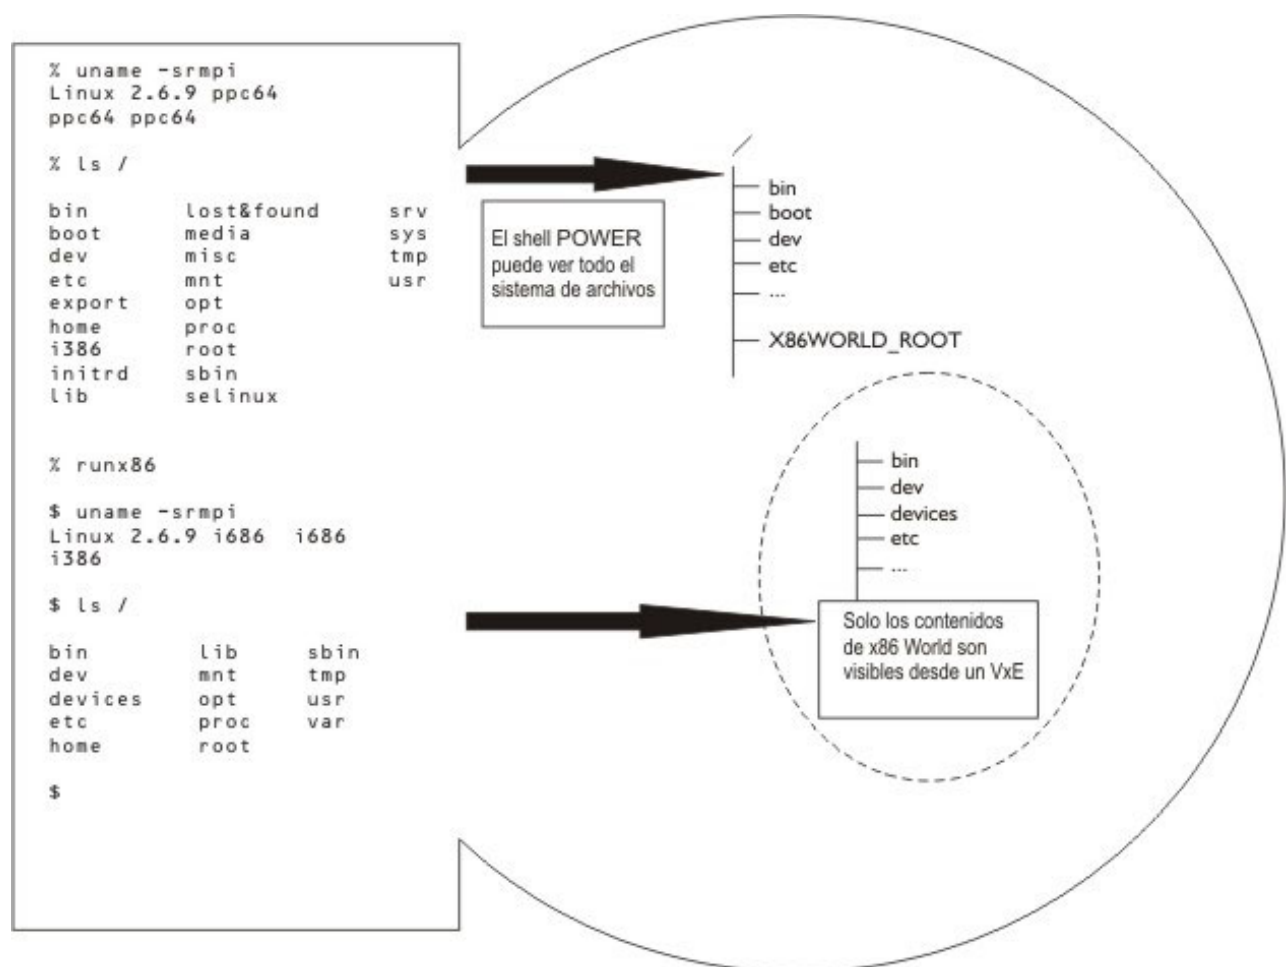 % uname -srmpi
Linux 2.6.9 ppc64
ppc64 ppc64
% ls /
bin lost&found srv
boot media sys
dev misc tmp
etc mnt usr
export opt
home proc
i386 root
initrd sbin
lib selinux
% runx86
$ uname -srmpi
Linux 2.6.9 i686 i686
i386
$ ls /
bin lib sbin
dev mnt tmp
devices opt usr
etc proc var
home root
$
El shell POWER
puede ver todo el
sistema de archivos
/
bin
boot
dev
etc
...
X86WORLD_ROOT
bin
dev
devices
etc
...
Solo los contenidos
de x86 World son
visibles desde un VxE